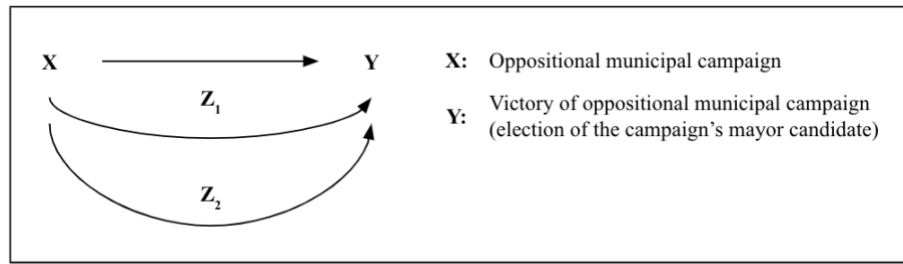 X Y X: Oppositional municipal campaign
Z₁
Y: Victory of oppositional municipal campaign
(election of the campaign's mayor candidate)
Z₂